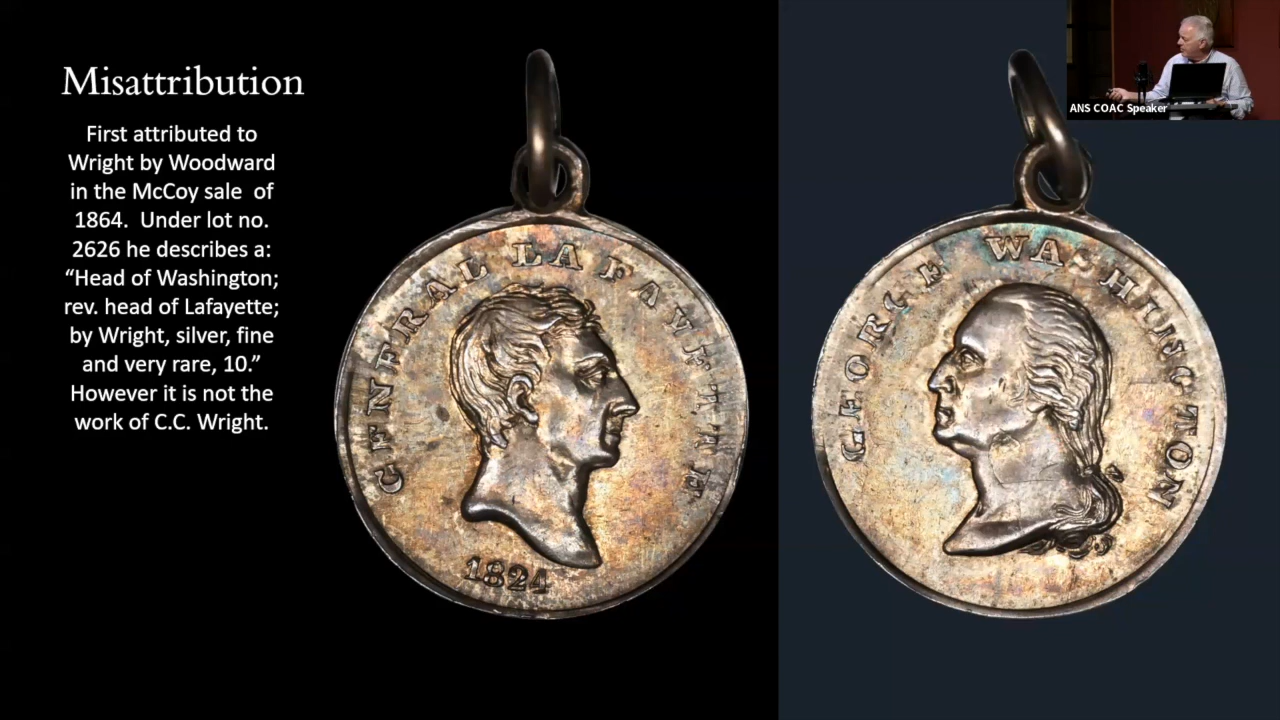 Misattribution
First attributed to
Wright by Woodward
in the McCoy sale of
1864. Under lot no.
2626 he describes a:
“Head of Washington;
rev. head of Lafayette;
by Wright, silver, fine
and very rare, 10.”
However it is not the
work of C.C. Wright.
GENERAL LA FAYETTE
1824
GEORGE WASHINGTON
ANS COAC Speaker